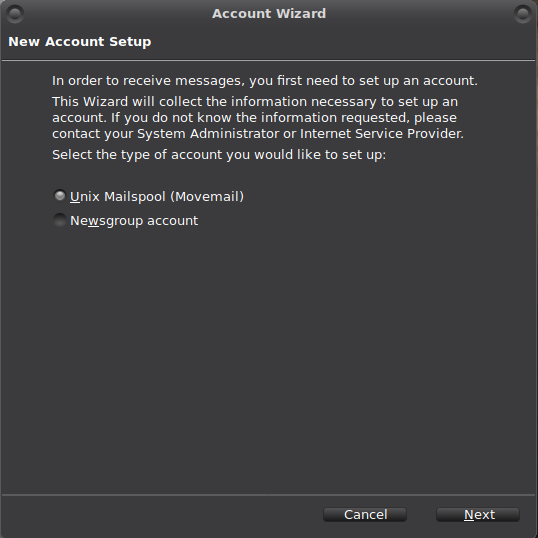 Account Wizard
New Account Setup
In order to receive messages, you first need to set up an account.
This Wizard will collect the information necessary to set up an
account. If you do not know the information requested, please
contact your System Administrator or Internet Service Provider.
Select the type of account you would like to set up:
Unix Mailspool (Movemail)
Newsgroup account
Cancel
Next